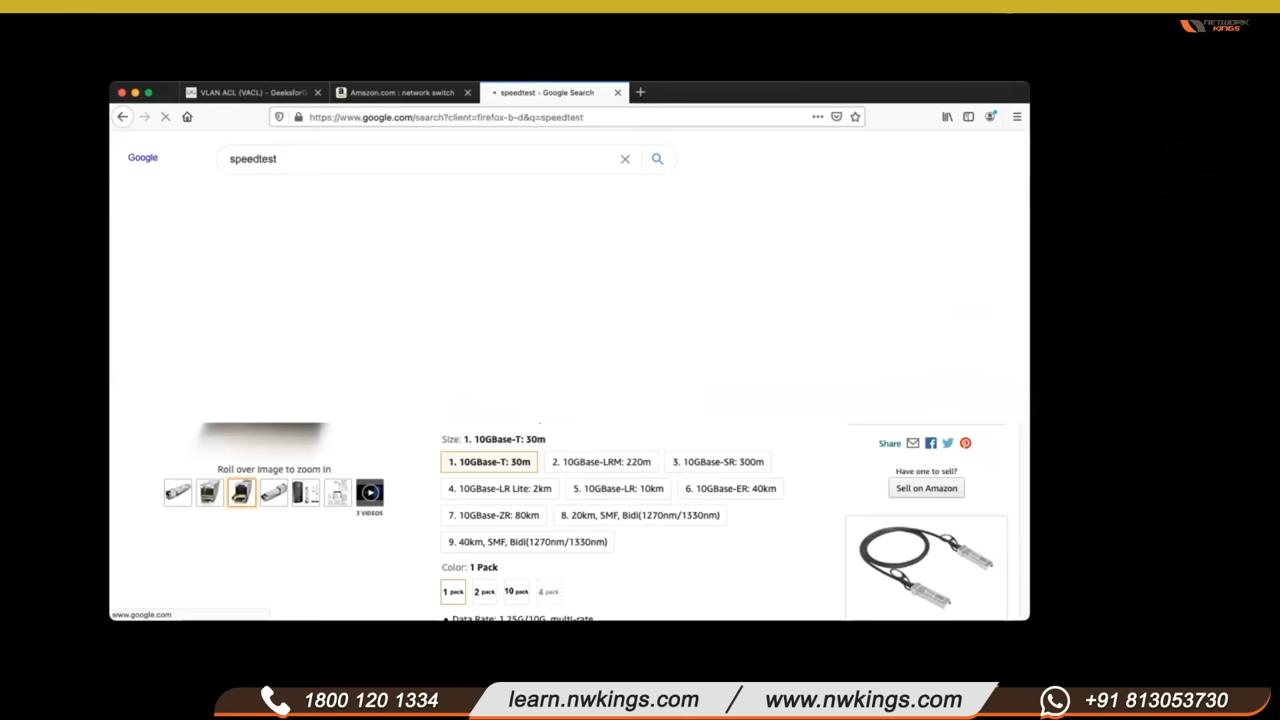 NETWORK
KINGS
VLAN ACL (VACL) - GeeksforG
Amazon.com : network switch
speedtest - Google Search
https://www.google.com/search?client=firefox-b-d&q=speedtest
Google
speedtest
Size: 1. 10GBase-T: 30m
Roll over image to zoom in
1. 10GBase-T: 30m
2. 10GBase-LRM: 220m
3. 10GBase-SR: 300m
4. 10GBase-LR Lite: 2km
5. 10GBase-LR: 10km
6. 10GBase-ER: 40km
7. 10GBase-ZR: 80km
8. 20km, SMF, Bidi(1270nm/1330nm)
9. 40km, SMF, Bidi(1270nm/1330nm)
3 VIDEOS
Color: 1 Pack
1 pack
2 pack
10 pack
4 pack
• Data Rate: 1.25G/10G, multi-rate
Share
Have one to sell?
Sell on Amazon
www.google.com
1800 120 1334
learn.nwkings.com / www.nwkings.com
+91 813053730